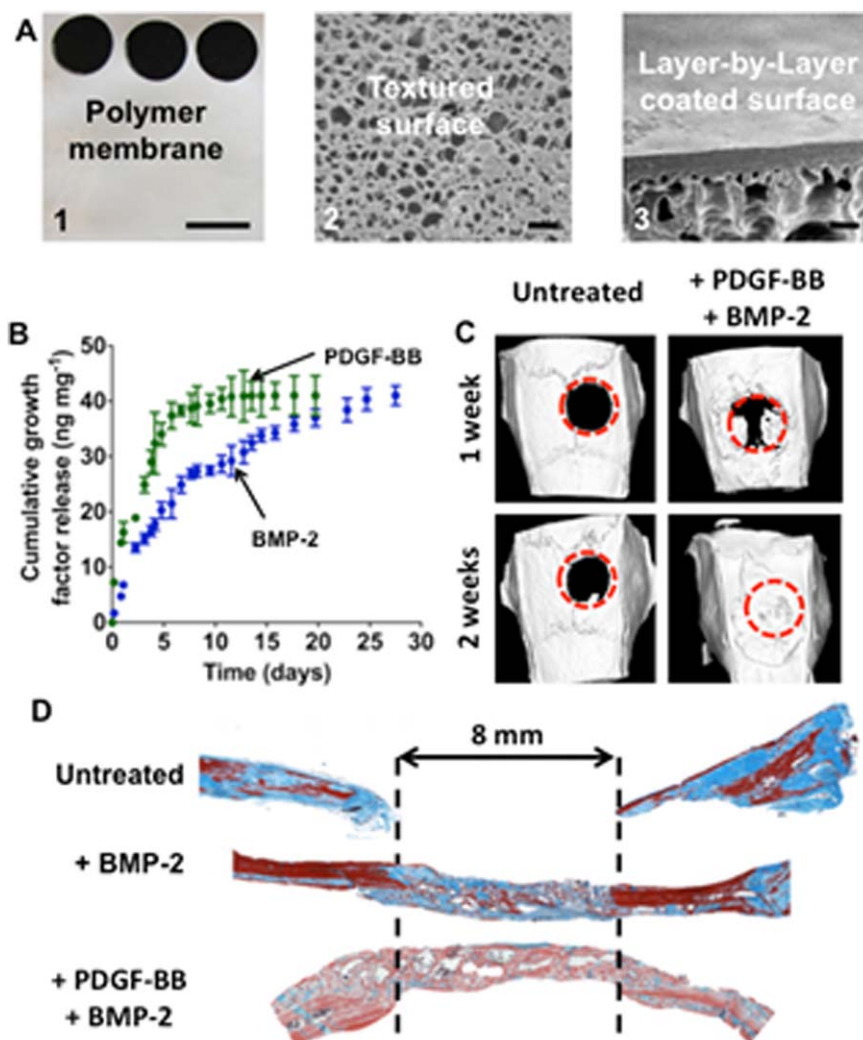 A
Polymer
membrane
1
Textured
surface
2
Layer-by-Layer
coated surface
3
B
Cumulative growth
factor release (ng mg⁻¹)
50
40
30
20
10
0
PDGF-BB
BMP-2
0 5 10 15 20 25 30
Time (days)
C
Untreated
+ PDGF-BB
+ BMP-2
1 week
2 weeks
D
8 mm
Untreated
+ BMP-2
+ PDGF-BB
+ BMP-2